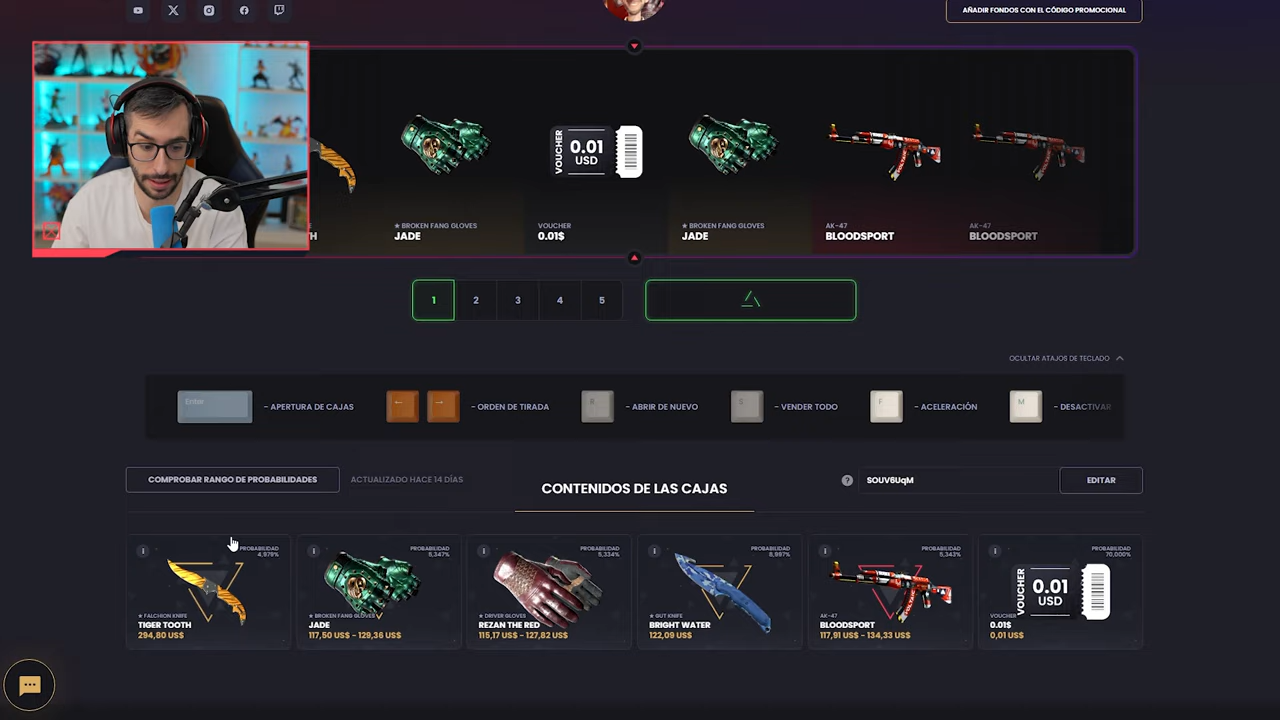 AÑADIR FONDOS CON EL CÓDIGO PROMOCIONAL
VOUCHER
0.01
USD
TH
★ BROKEN FANG GLOVES
JADE
VOUCHER
0.01$
★ BROKEN FANG GLOVES
JADE
AK-47
BLOODSPORT
AK-47
BLOODSPORT
1 2 3 4 5
OCULTAR ATAJOS DE TECLADO
Enter
- APERTURA DE CAJAS
← →
- ORDEN DE TIRADA
R
- ABRIR DE NUEVO
S
- VENDER TODO
F
- ACELERACIÓN
M
- DESACTIVAR
COMPROBAR RANGO DE PROBABILIDADES
ACTUALIZADO HACE 14 DÍAS
CONTENIDOS DE LAS CAJAS
?
SOUV6UqM
EDITAR
i
PROBABILIDAD
4,979%
★ FALCHION KNIFE
TIGER TOOTH
294,80 US$
i
PROBABILIDAD
★ BROKEN FANG GLOVES
JADE
117,50 US$ - 129,36 US$
i
PROBABILIDAD
5,334%
★ DRIVER GLOVES
REZAN THE RED
115,17 US$ - 127,82 US$
i
PROBABILIDAD
8,997%
★ GUT KNIFE
BRIGHT WATER
122,09 US$
i
PROBABILIDAD
5,343%
AK-47
BLOODSPORT
117,91 US$ - 134,33 US$
i
PROBABILIDAD
70,000%
VOUCHER
0.01
USD
VOUCHER
0.01$
0,01 US$